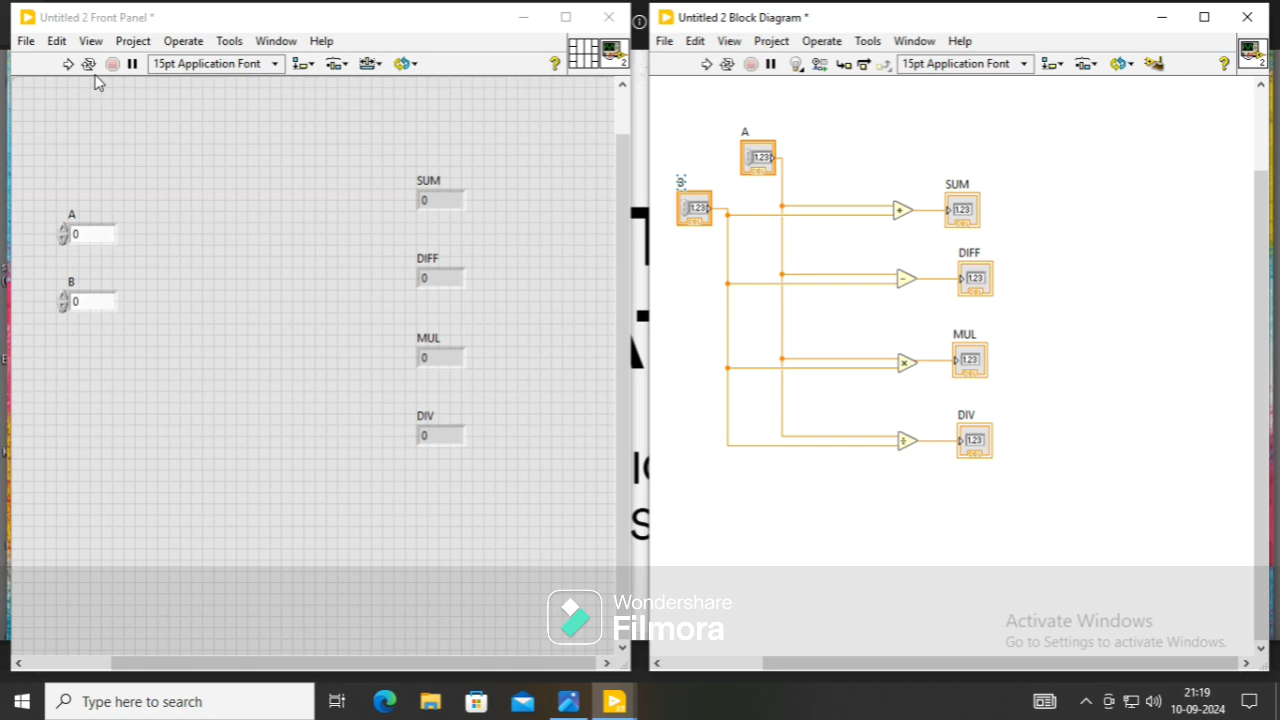 Untitled 2 Front Panel *
File Edit View Project Operate Tools Window Help
15pt Application Font
2
SUM
0
A
0
DIFF
0
B
0
MUL
0
DIV
0
Untitled 2 Block Diagram *
File Edit View Project Operate Tools Window Help
15pt Application Font
2
A
1.23
1.23
SUM
1.23
DIFF
1.23
MUL
1.23
DIV
1.23
Wondershare
Filmora
Activate Windows
Go to Settings to activate Windows.
Type here to search
21:19
10-09-2024